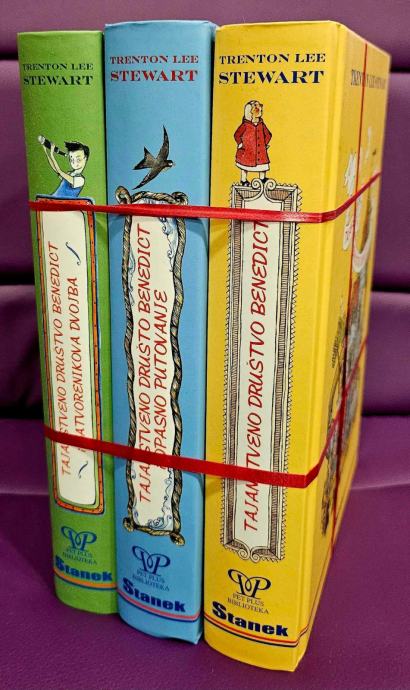 TRENTON LEE
STEWART
TAJANSTVENO DRUŠTVO BENEDICT
I ZATVORENIKOVA DVOJBA
PET PLUS
BIBLIOTEKA
Stanek
TRENTON LEE
STEWART
TAJANSTVENO DRUŠTO BENEDICT
I OPASNO PUTOVANJE
PET PLUS
BIBLIOTEKA
Stanek
TRENTON LEE
STEWART
TAJANSTVENO DRUŠTVO BENEDICT
PET PLUS
BIBLIOTEKA
Stanek